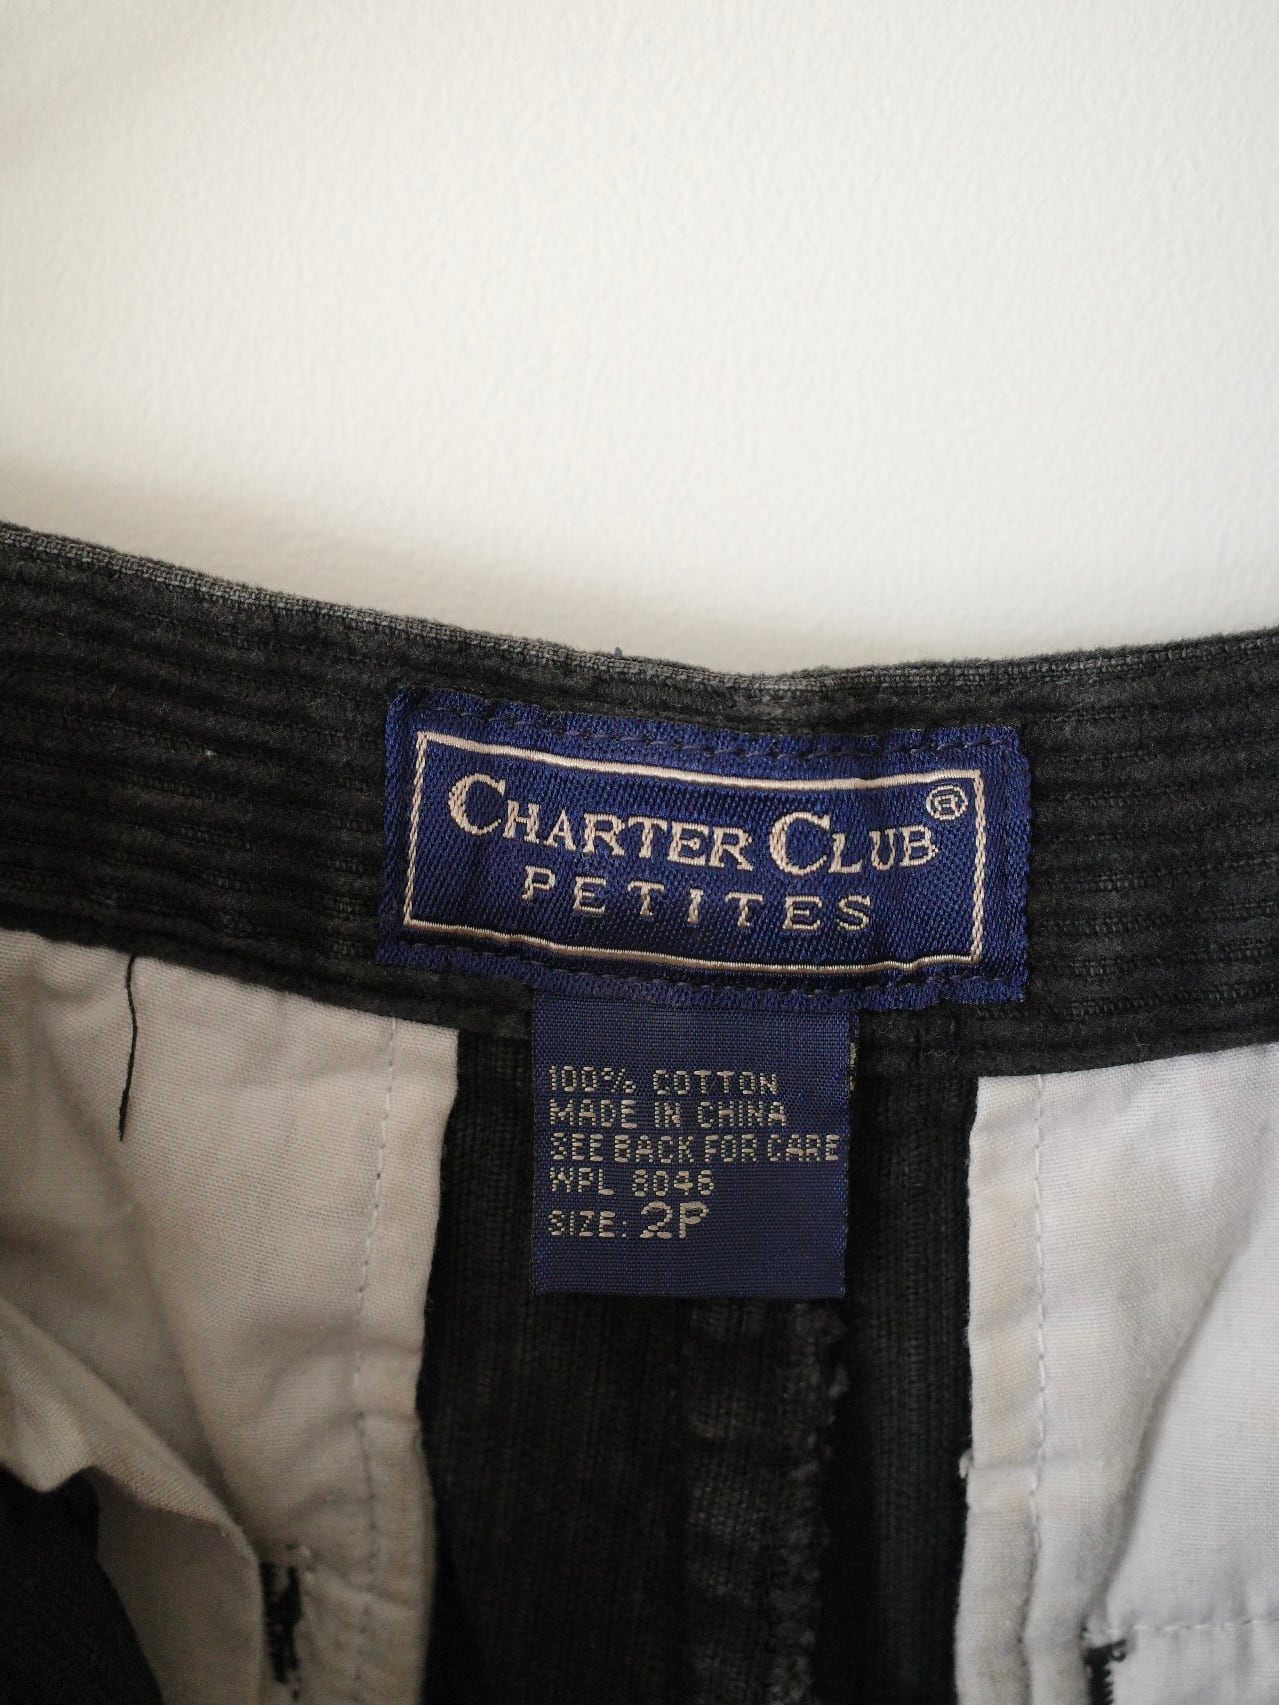 CHARTER CLUB®
PETITES
100% COTTON
MADE IN CHINA
SEE BACK FOR CARE
WPL 8046
SIZE: 2P